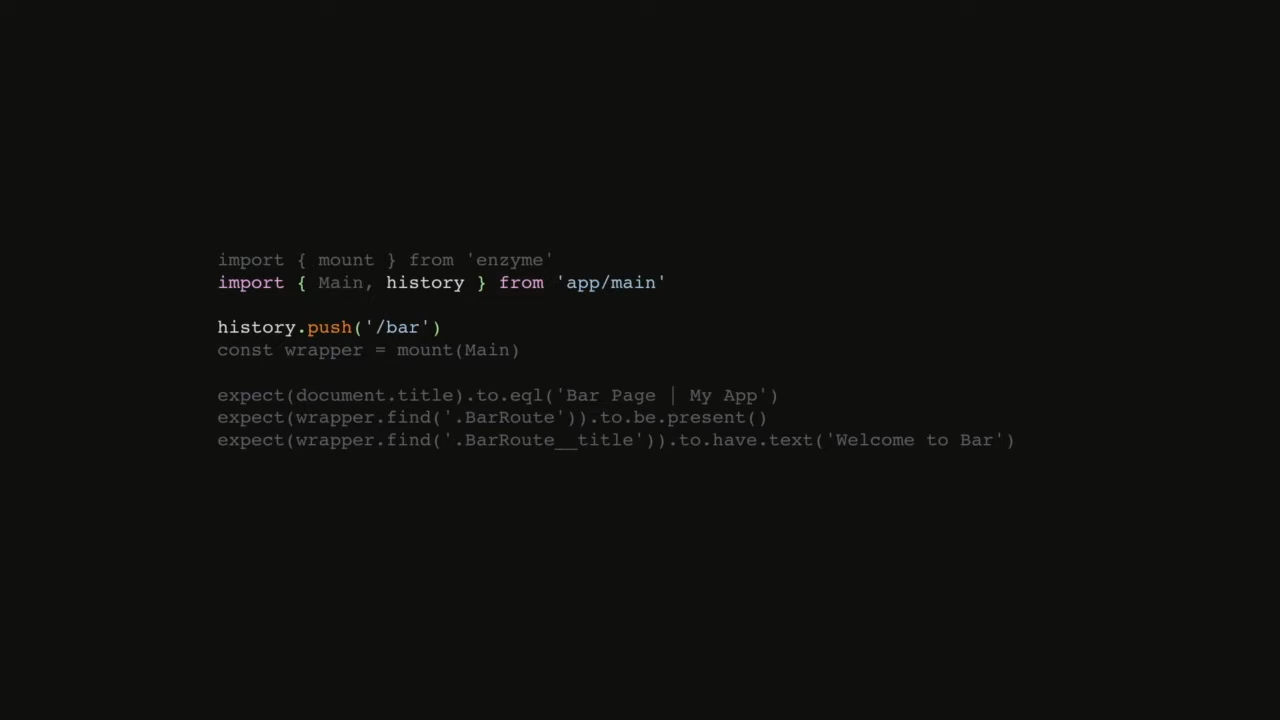 import { mount } from 'enzyme'
import { Main, history } from 'app/main'
history.push('/bar')
const wrapper = mount(Main)
expect(document.title).to.eql('Bar Page | My App')
expect(wrapper.find('.BarRoute')).to.be.present()
expect(wrapper.find('.BarRoute__title')).to.have.text('Welcome to Bar')